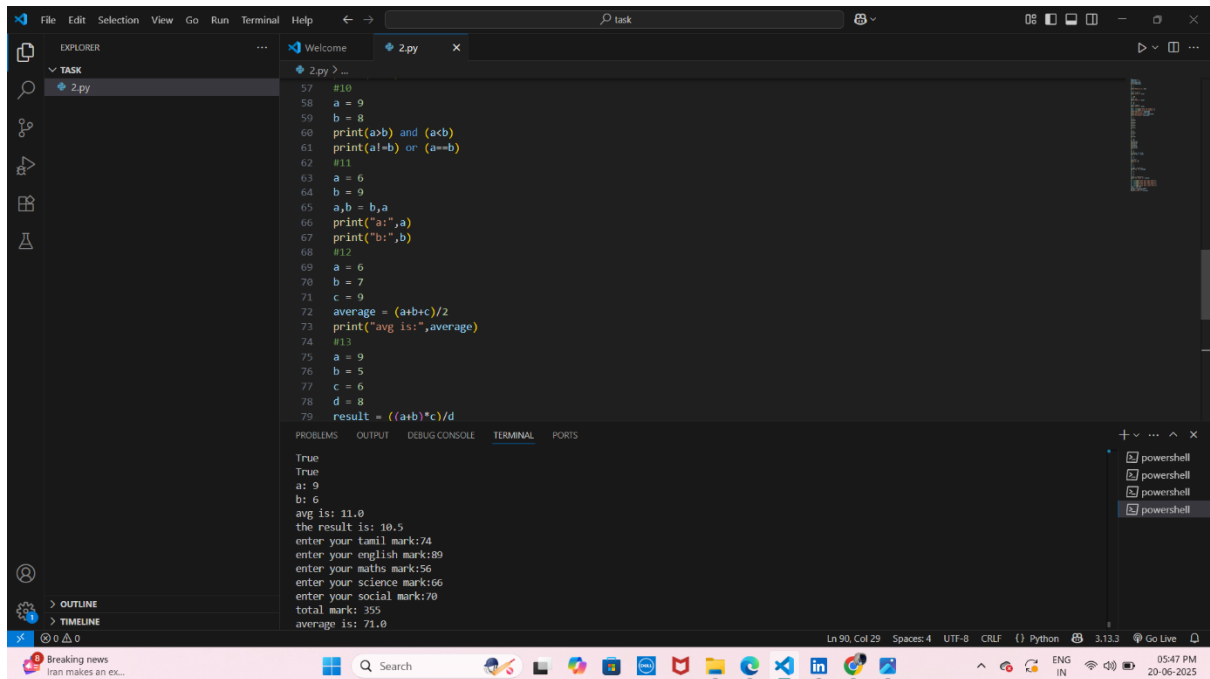 File Edit Selection View Go Run Terminal Help
task
EXPLORER
Welcome
2.py
TASK
2.py
2.py > ...
57 #10
58 a = 9
59 b = 8
60 print(a>b) and (a<b)
61 print(a!=b) or (a==b)
62 #11
63 a = 6
64 b = 9
65 a,b = b,a
66 print("a:",a)
67 print("b:",b)
68 #12
69 a = 6
70 b = 7
71 c = 9
72 average = (a+b+c)/2
73 print("avg is:",average)
74 #13
75 a = 9
76 b = 5
77 c = 6
78 d = 8
79 result = ((a+b)*c)/d
PROBLEMS OUTPUT DEBUG CONSOLE TERMINAL PORTS
True
True
a: 9
b: 6
avg is: 11.0
the result is: 10.5
enter your tamil mark:74
enter your english mark:89
enter your maths mark:56
enter your science mark:66
enter your social mark:70
total mark: 355
average is: 71.0
powershell
powershell
powershell
powershell
OUTLINE
TIMELINE
1
0 0
Ln 90, Col 29 Spaces: 4 UTF-8 CRLF {} Python 3.13.3 Go Live
8
Breaking news
Iran makes an ex...
Search
DELL
ENG
IN
05:47 PM
20-06-2025